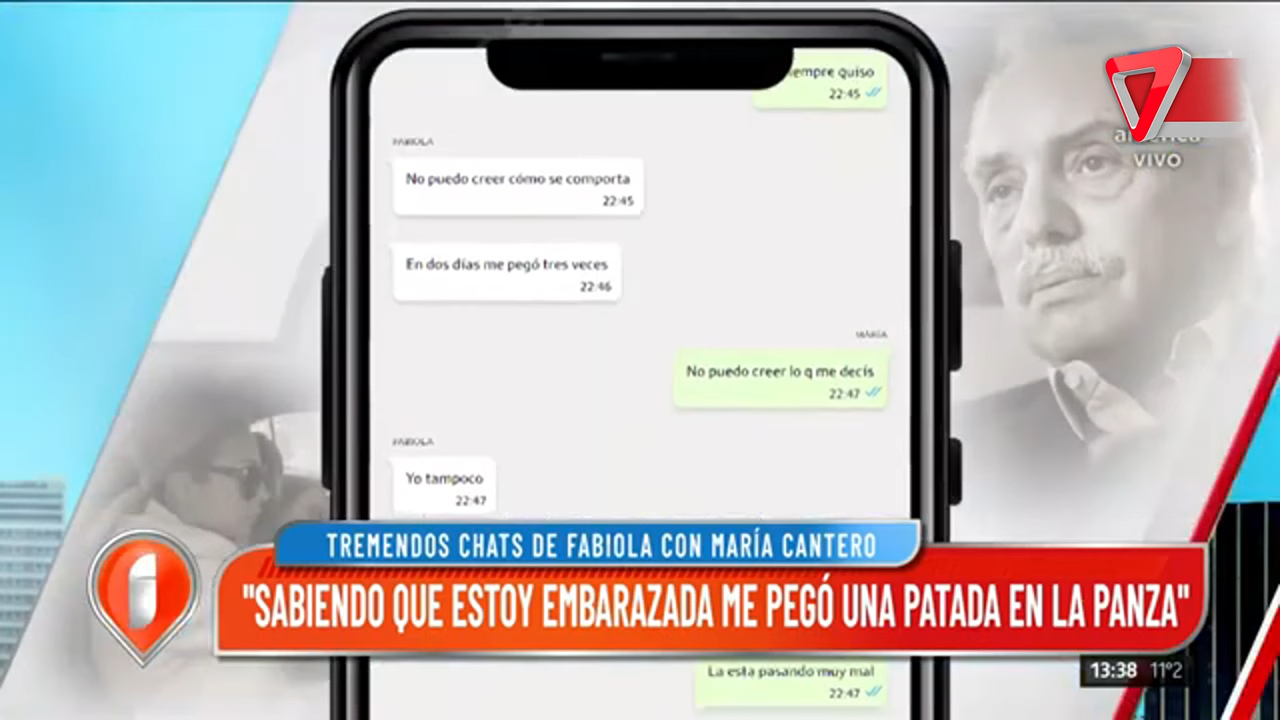 siempre quiso
22:45
FABIOLA
No puedo creer cómo se comporta
22:45
En dos días me pegó tres veces
22:46
MARÍA
No puedo creer lo q me decís
22:47
FABIOLA
Yo tampoco
22:47
américa
VIVO
TREMENDOS CHATS DE FABIOLA CON MARÍA CANTERO
"SABIENDO QUE ESTOY EMBARAZADA ME PEGÓ UNA PATADA EN LA PANZA"
La esta pasando muy mal
22:47
13:38 11°2